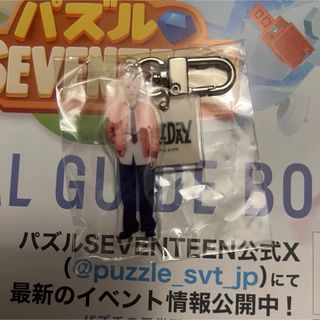 パズル
SEVENTEEN
AL GUIDE BO
パズルSEVENTEEN公式X
(@puzzle_svt_jp)にて
最新のイベント情報公開中！